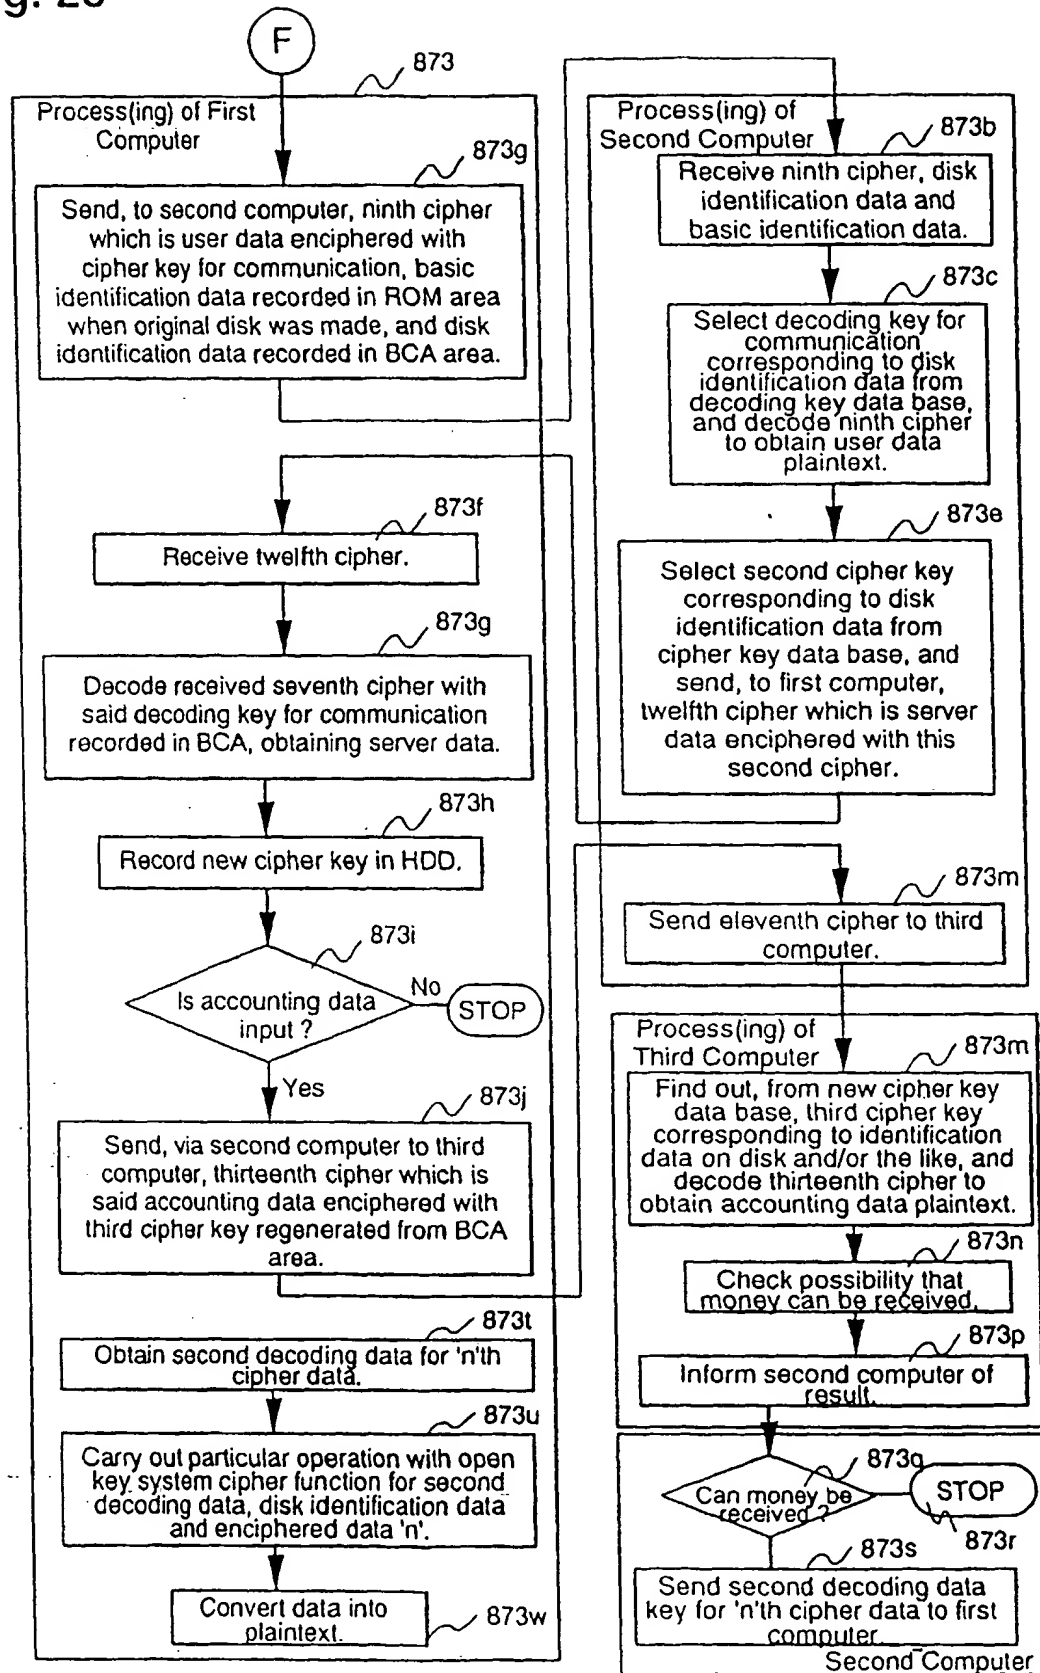 F
873
Process(ing) of First
Computer
873g
Send, to second computer, ninth cipher
which is user data enciphered with
cipher key for communication, basic
identification data recorded in ROM area
when original disk was made, and disk
identification data recorded in BCA area.
873f
Receive twelfth cipher.
873g
Decode received seventh cipher with
said decoding key for communication
recorded in BCA, obtaining server data.
873h
Record new cipher key in HDD.
873i
Is accounting data
input ?
No
STOP
Yes
873j
Send, via second computer to third
computer, thirteenth cipher which is
said accounting data enciphered with
third cipher key regenerated from BCA
area.
873t
Obtain second decoding data for 'n'th
cipher data.
873u
Carry out particular operation with open
key system cipher function for second
decoding data, disk identification data
and enciphered data 'n'.
Convert data into
plaintext.
873w
Process(ing) of
Second Computer
873b
Receive ninth cipher, disk
identification data and
basic identification data.
873c
Select decoding key for
communication
corresponding to disk
identification data from
decoding key data base,
and decode ninth cipher
to obtain user data
plaintext.
873e
Select second cipher key
corresponding to disk
identification data from
cipher key data base, and
send, to first computer,
twelfth cipher which is server
data enciphered with this
second cipher.
873m
Send eleventh cipher to third
computer.
Process(ing) of
Third Computer
873m
Find out, from new cipher key
data base, third cipher key
corresponding to identification
data on disk and/or the like, and
decode thirteenth cipher to
obtain accounting data plaintext.
873n
Check possibility that
money can be received.
873p
Inform second computer of
result.
873q
Can money be
received ?
STOP
873r
873s
Send second decoding data
key for 'n'th cipher data to first
computer.
Second Computer